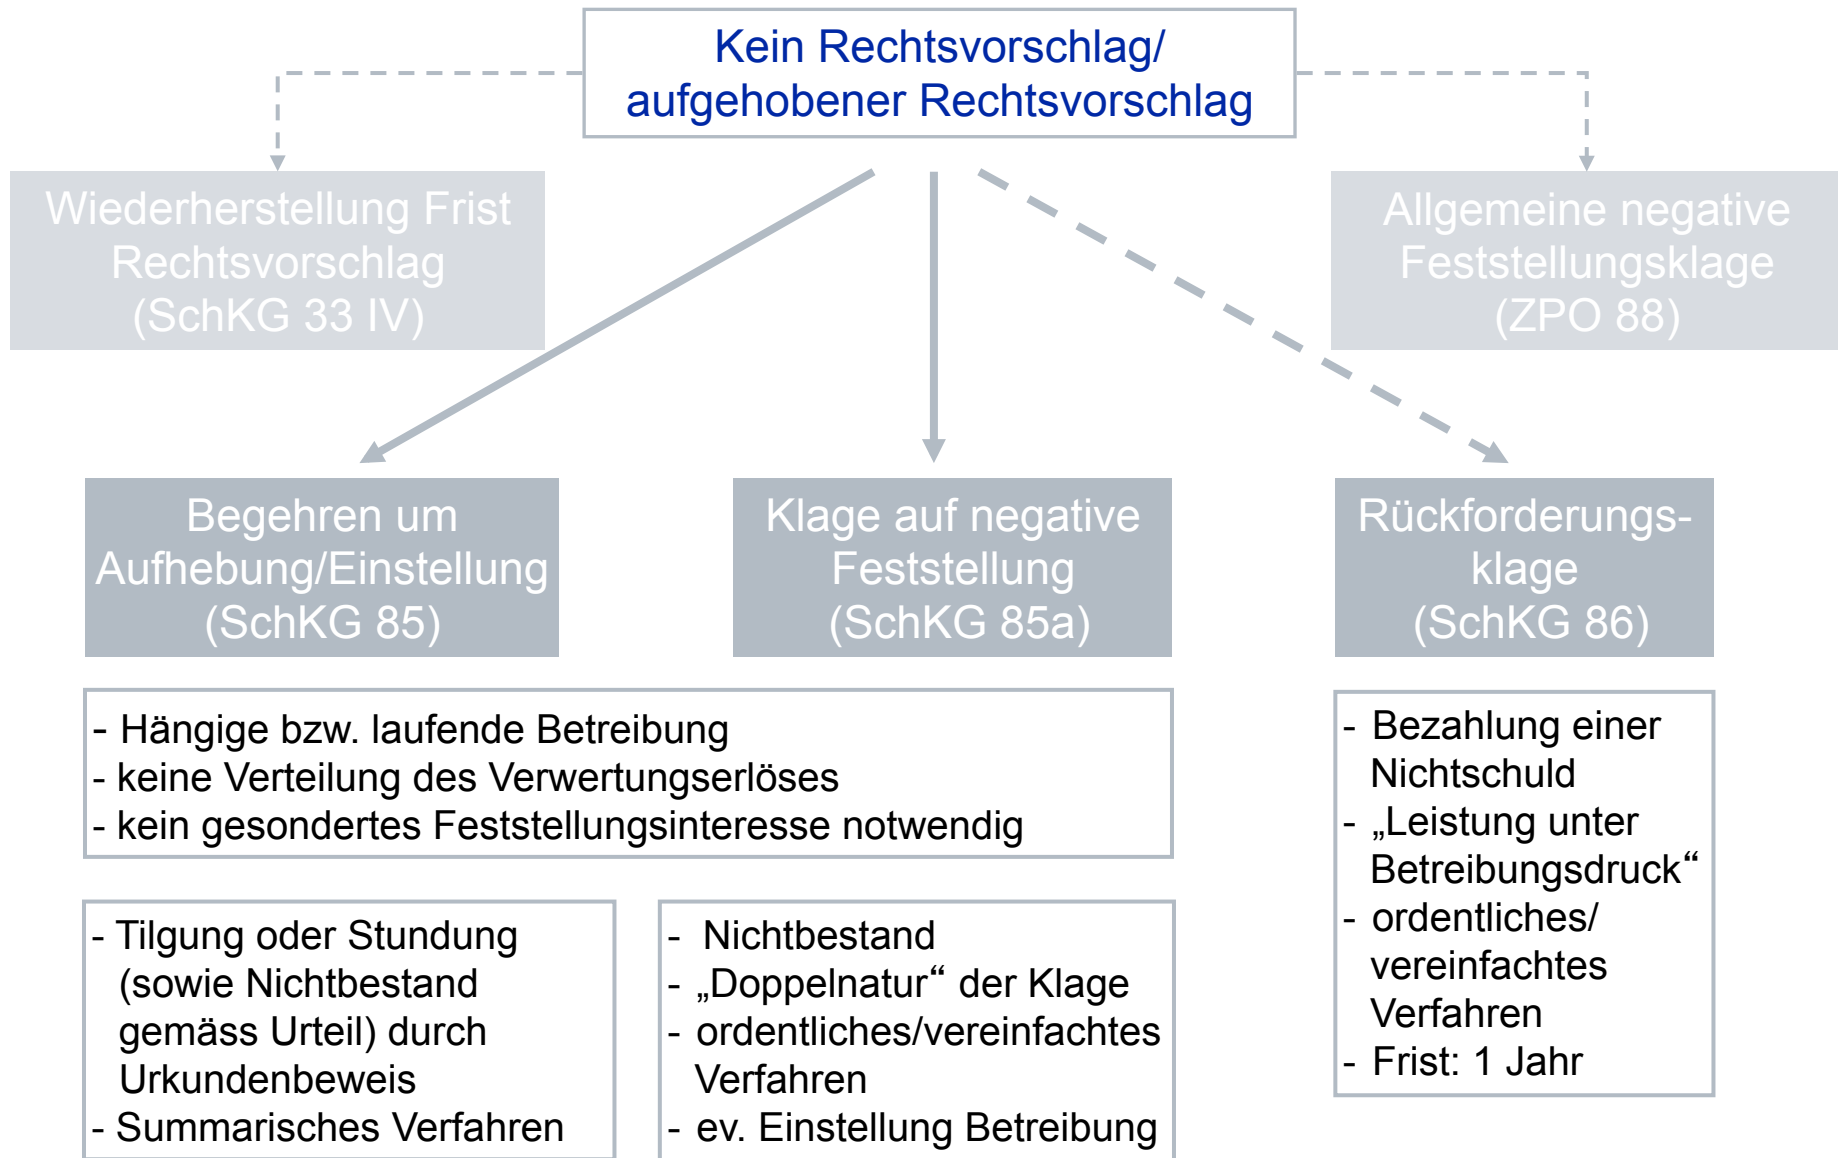 Kein Rechtsvorschlag/
aufgehobener Rechtsvorschlag
Wiederherstellung Frist
Rechtsvorschlag
(SchKG 33 IV)
Allgemeine negative
Feststellungsklage
(ZPO 88)
Begehren um
Aufhebung/Einstellung
(SchKG 85)
Klage auf negative
Feststellung
(SchKG 85a)
Rückforderungs-
klage
(SchKG 86)
- Hängige bzw. laufende Betreibung
- keine Verteilung des Verwertungserlöses
- kein gesondertes Feststellungsinteresse notwendig
- Tilgung oder Stundung
(sowie Nichtbestand
gemäss Urteil) durch
Urkundenbeweis
- Summarisches Verfahren
- Nichtbestand
- „Doppelnatur“ der Klage
- ordentliches/vereinfachtes
Verfahren
- ev. Einstellung Betreibung
- Bezahlung einer
Nichtschuld
- „Leistung unter
Betreibungsdruck“
- ordentliches/
vereinfachtes
Verfahren
- Frist: 1 Jahr